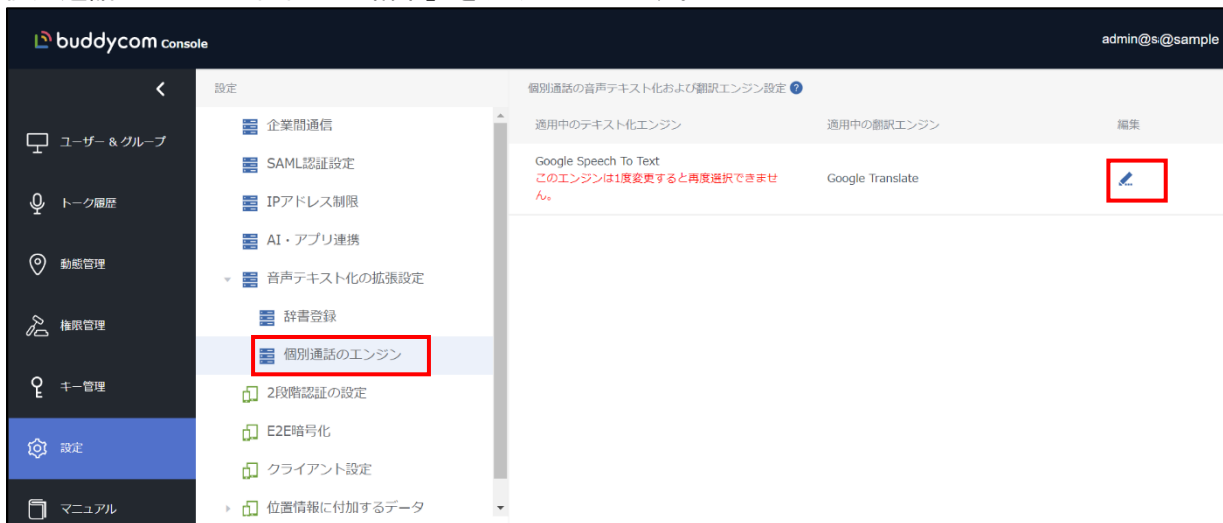 buddycom Console
admin@s@sample
設定
個別通話の音声テキスト化および翻訳エンジン設定 ?
ユーザー & グループ
トーク履歴
動態管理
権限管理
キー管理
設定
マニュアル
企業間通信
SAML認証設定
IPアドレス制限
AI・アプリ連携
音声テキスト化の拡張設定
辞書登録
個別通話のエンジン
2段階認証の設定
E2E暗号化
クライアント設定
位置情報に付加するデータ
適用中のテキスト化エンジン
適用中の翻訳エンジン
編集
Google Speech To Text
このエンジンは1度変更すると再度選択できませ
ん。
Google Translate